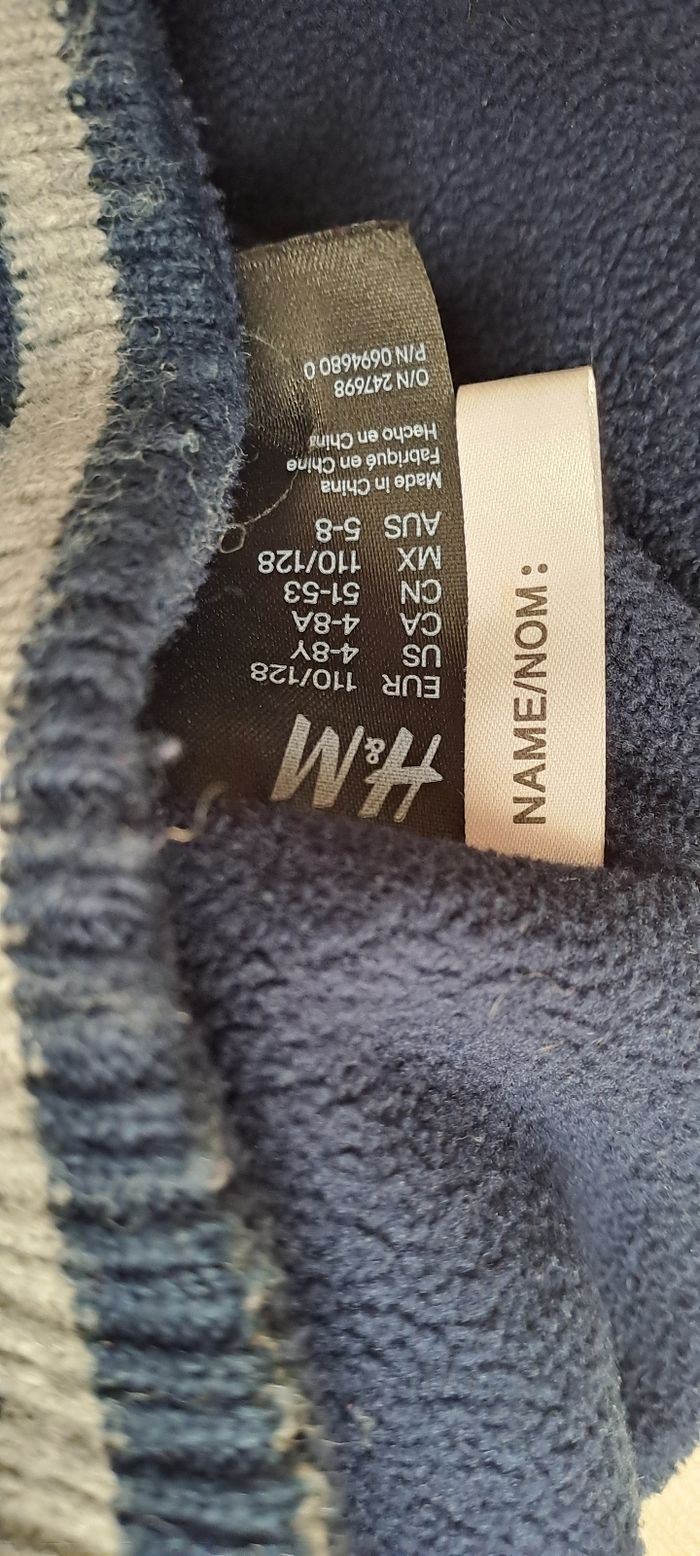 H&M
EUR 110/128
US 4-8Y
CA 4-8A
CN 51-53
MX 110/128
AUS 5-8
Made in China
Fabriqué en Chine
Hecho en China
O/N 247698
P/N 0694680 0
NAME/NOM: